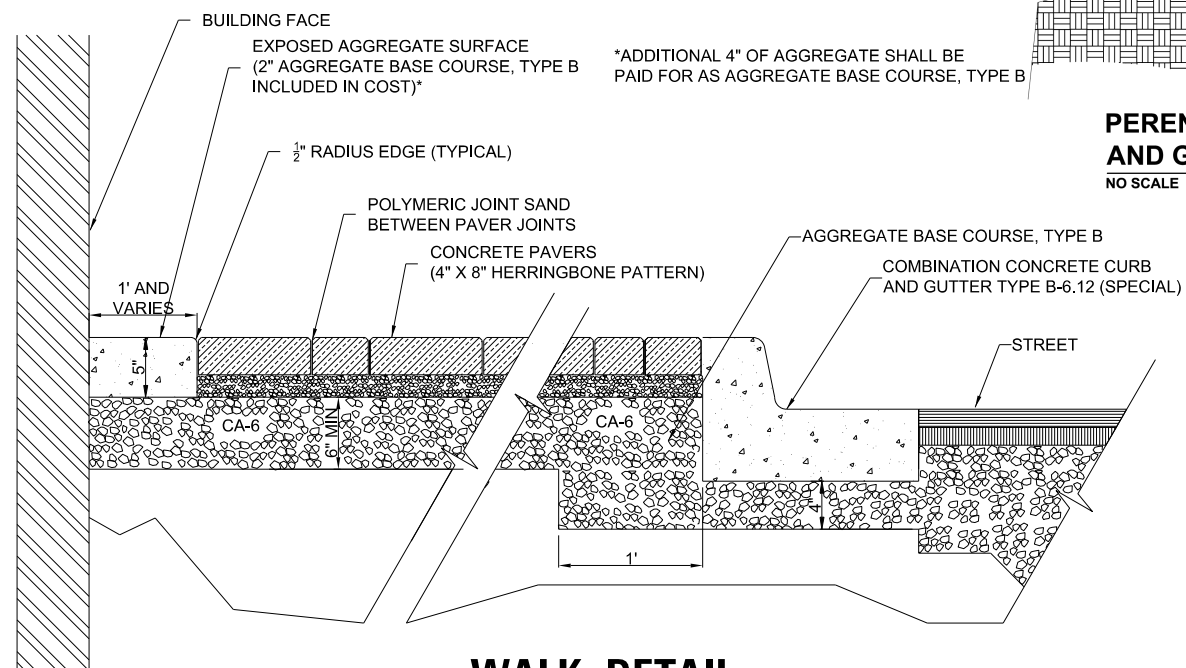 BUILDING FACE
EXPOSED AGGREGATE SURFACE
(2" AGGREGATE BASE COURSE, TYPE B
INCLUDED IN COST)*
*ADDITIONAL 4" OF AGGREGATE SHALL BE
PAID FOR AS AGGREGATE BASE COURSE, TYPE B
PEREN
AND G
NO SCALE
½" RADIUS EDGE (TYPICAL)
POLYMERIC JOINT SAND
BETWEEN PAVER JOINTS
CONCRETE PAVERS
(4" X 8" HERRINGBONE PATTERN)
AGGREGATE BASE COURSE, TYPE B
COMBINATION CONCRETE CURB
AND GUTTER TYPE B-6.12 (SPECIAL)
1' AND
VARIES
STREET
5"
CA-6
6" MIN
CA-6
4"
1'
WALK DETAIL